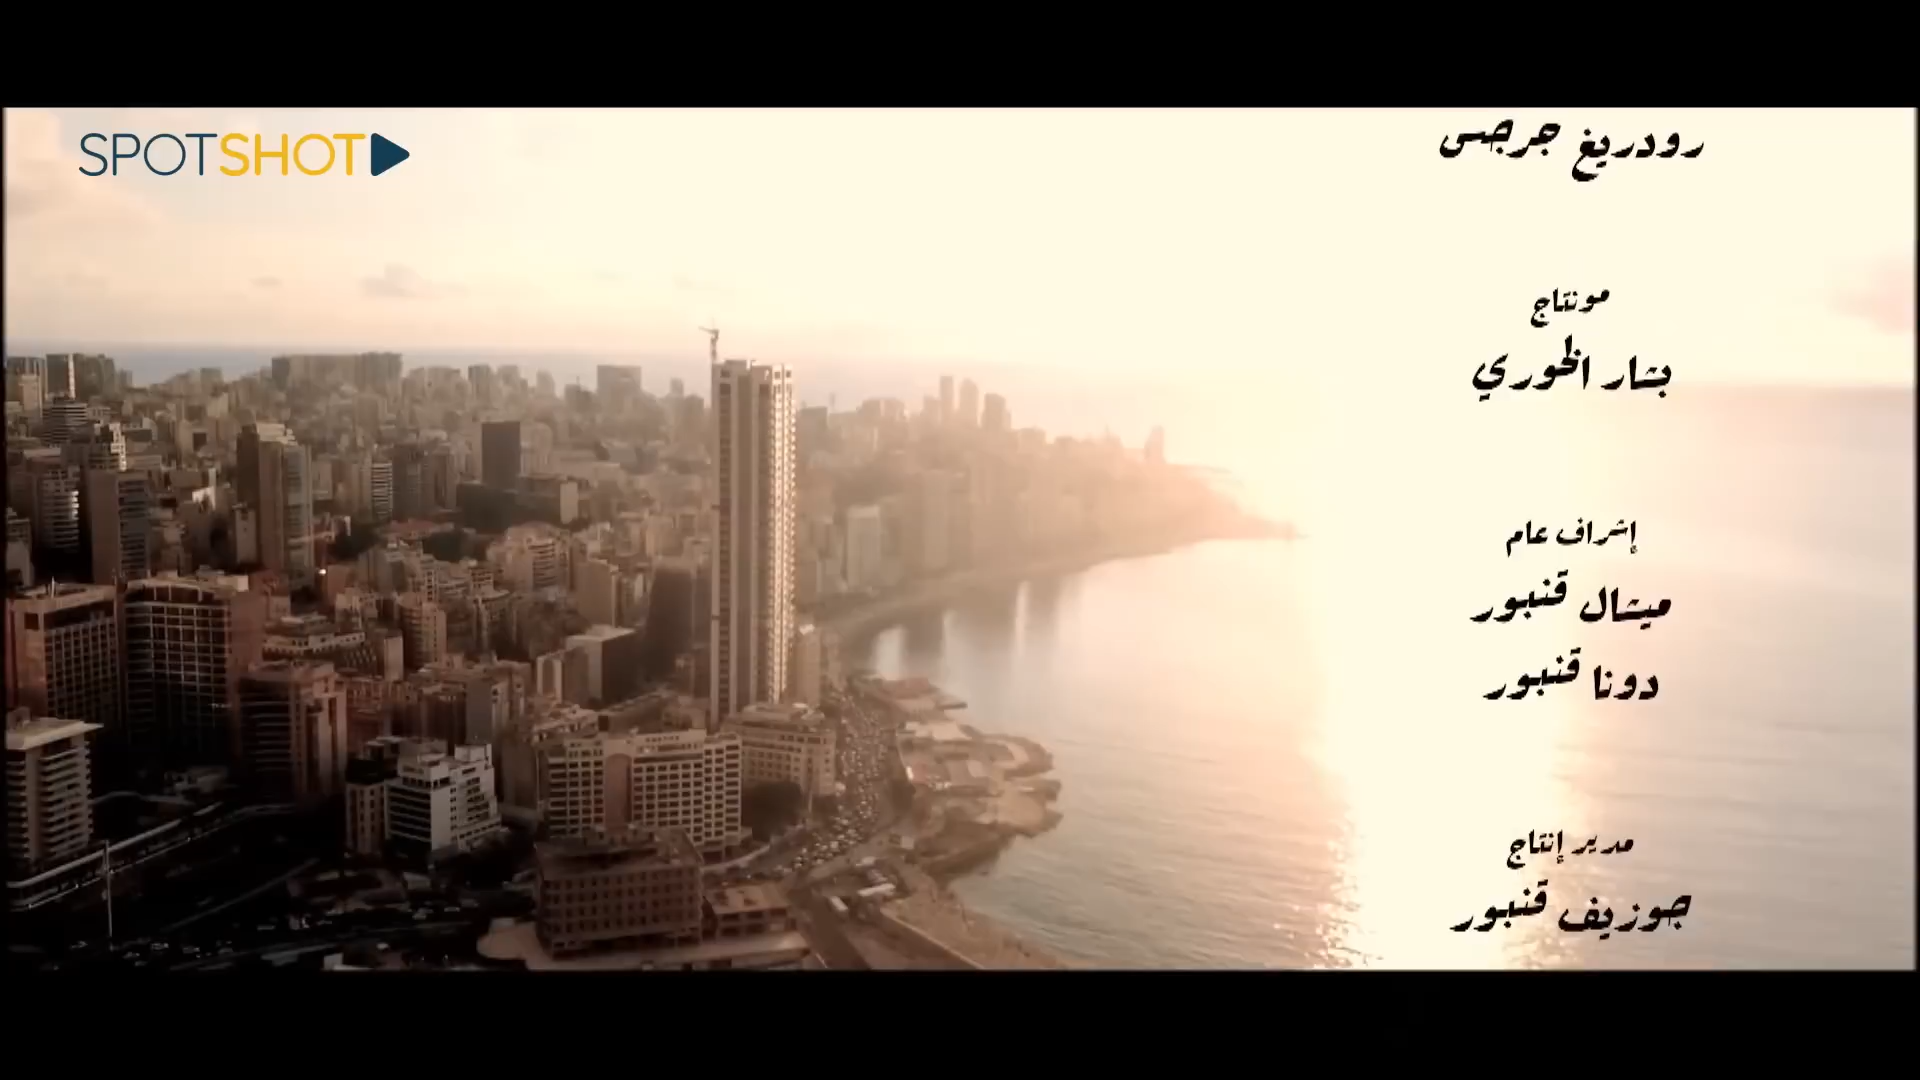 SPOTSHOT
رودريغ جرجس
مونتاج
بشار الخوري
إشراف عام
ميشال قنبور
دونا قنبور
مدير إنتاج
جوزيف قنبور